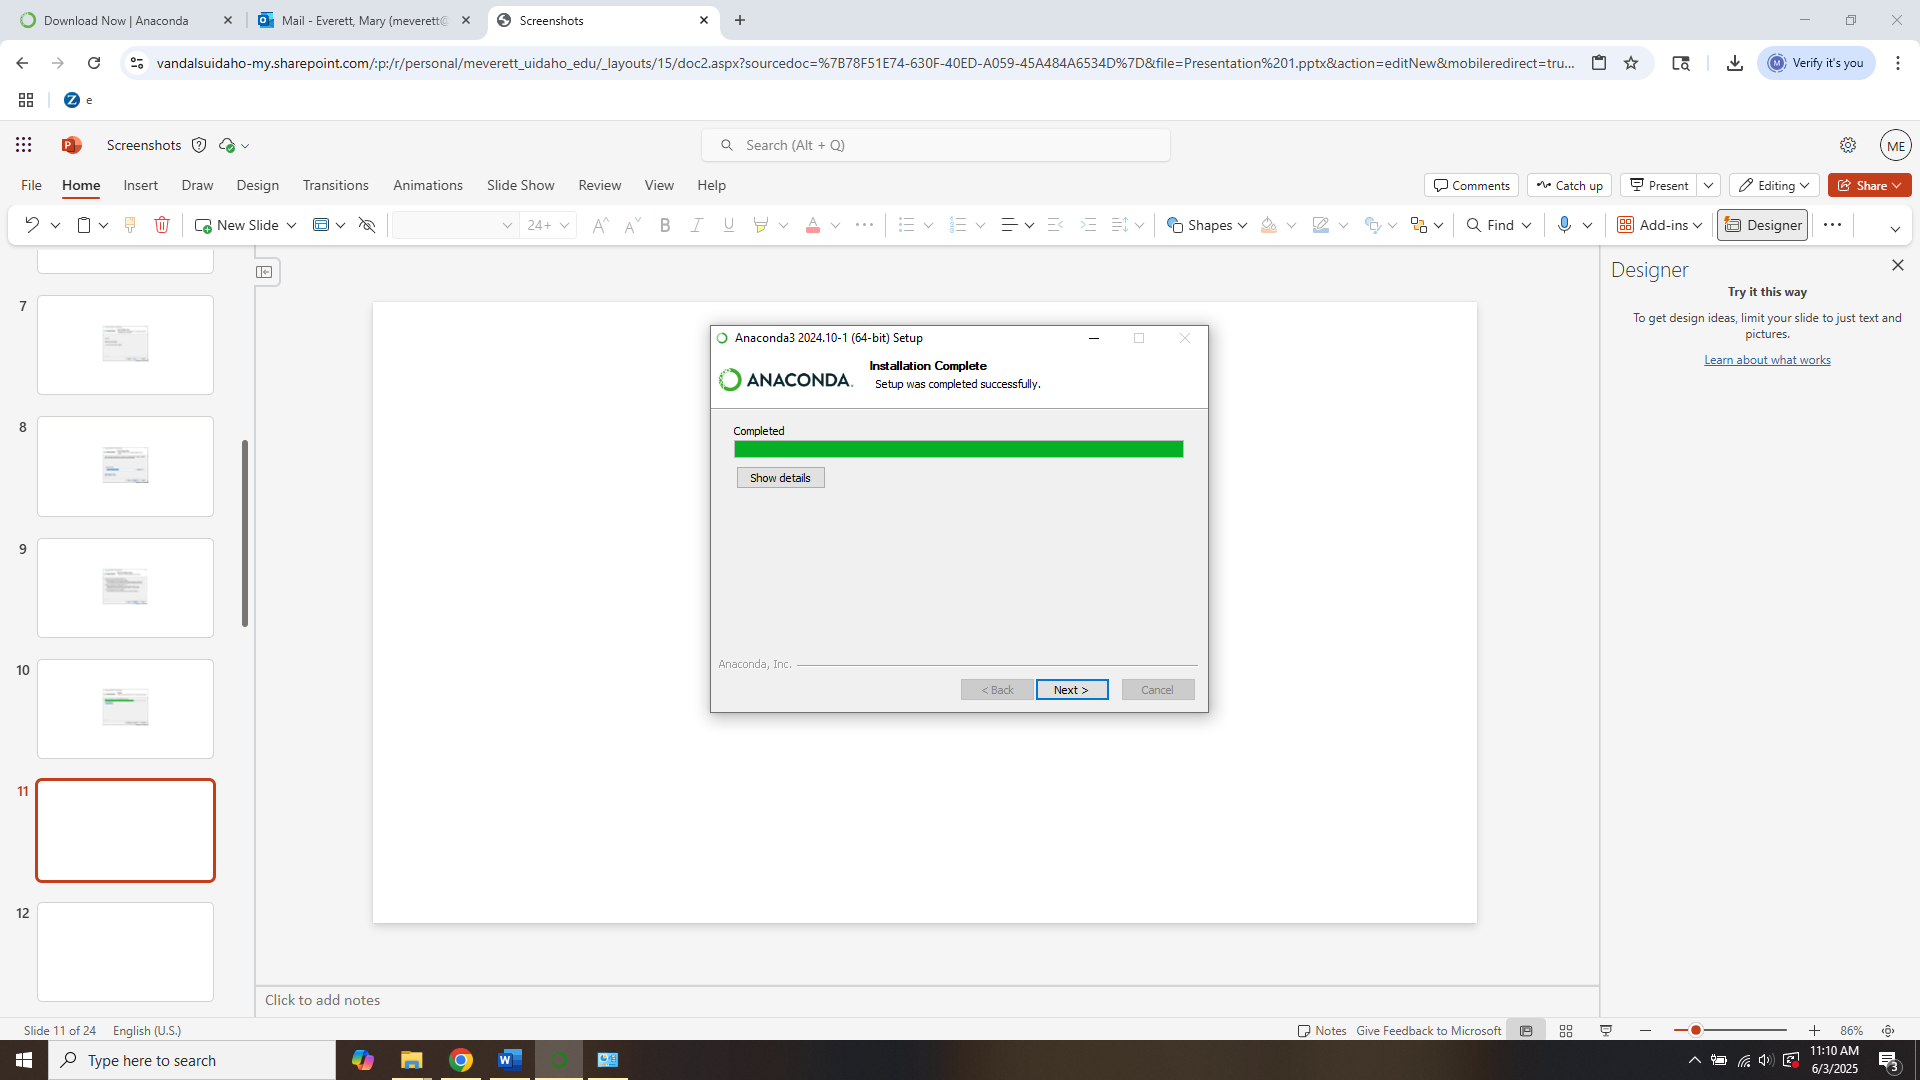 Download Now | Anaconda
Mail - Everett, Mary (meverett@
Screenshots
vandalsuidaho-my.sharepoint.com/:p:/r/personal/meverett_uidaho_edu/_layouts/15/doc2.aspx?sourcedoc=%7B78F51E74-630F-40ED-A059-45A484A6534D%7D&file=Presentation%201.pptx&action=editNew&mobileredirect=tru...
M
Verify it's you
Z
e
P
Screenshots
Search (Alt + Q)
ME
File
Home
Insert
Draw
Design
Transitions
Animations
Slide Show
Review
View
Help
Comments
Catch up
Present
Editing
Share
New Slide
24+
A
A
B
I
U
A
Shapes
Find
Add-ins
Designer
7
8
9
10
11
12
Anaconda3 2024.10-1 (64-bit) Setup
ANACONDA.
Installation Complete
Setup was completed successfully.
Completed
Show details
Anaconda, Inc.
< Back
Next >
Cancel
Designer
Try it this way
To get design ideas, limit your slide to just text and
pictures.
Learn about what works
Click to add notes
Slide 11 of 24
English (U.S.)
Notes
Give Feedback to Microsoft
86%
Type here to search
W
11:10 AM
6/3/2025
3